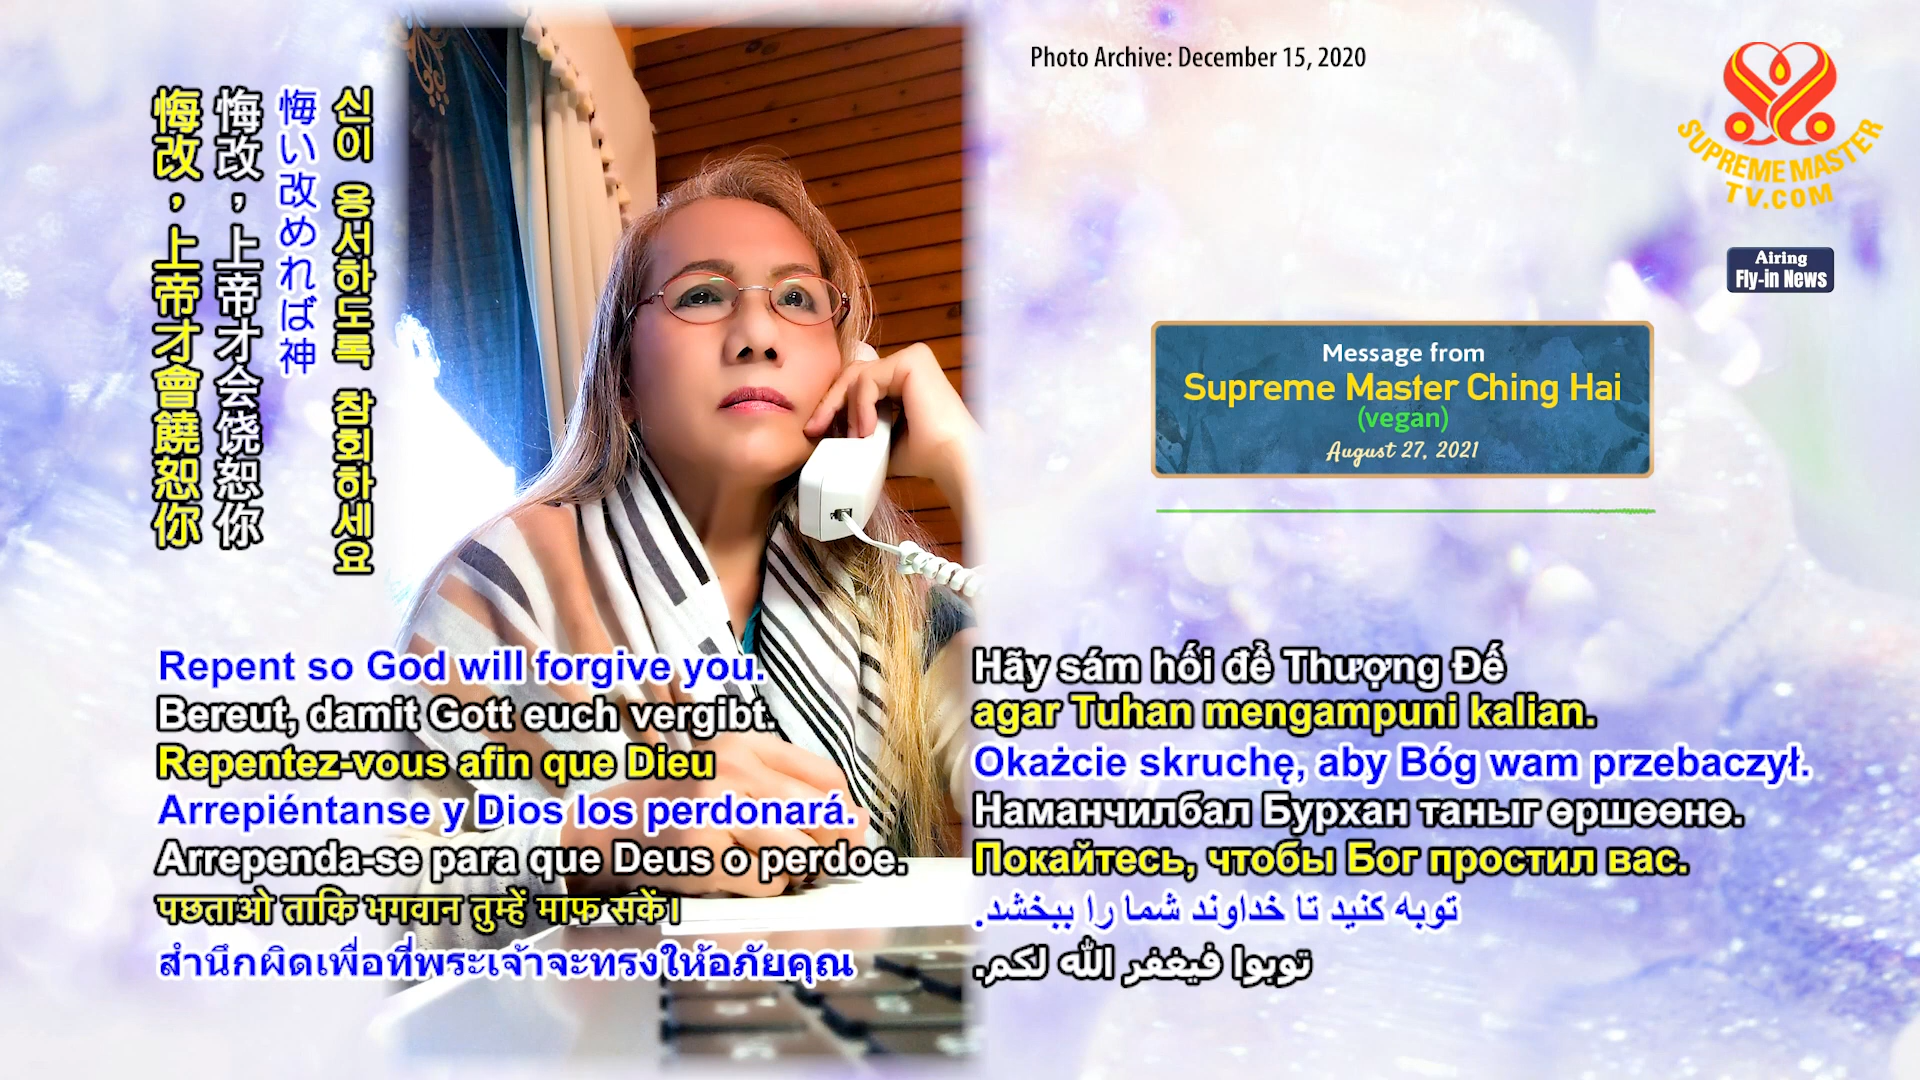 Photo Archive: December 15, 2020
SUPREME MASTER
TV.COM
Airing
Fly-in News
Message from
Supreme Master Ching Hai
(vegan)
August 27, 2021
悔改，上帝才會饒恕你
悔改，上帝才会饶恕你
悔い改めれば神
신이 용서하도록 참회하세요
Repent so God will forgive you.
Bereut, damit Gott euch vergibt.
Repentez-vous afin que Dieu
Arrepiéntanse y Dios los perdonará.
Arrependa-se para que Deus o perdoe.
पछताओ ताकि भगवान तुम्हें माफ सकें।
สำนึกผิดเพื่อที่พระเจ้าจะทรงให้อภัยคุณ
Hãy sám hối để Thượng Đế
agar Tuhan mengampuni kalian.
Okażcie skruchę, aby Bóg wam przebaczył.
Наманчилбал Бурхан таныг өршөөнө.
Покайтесь, чтобы Бог простил вас.
توبه کنید تا خداوند شما را ببخشد.
توبوا فيغفر الله لكم.